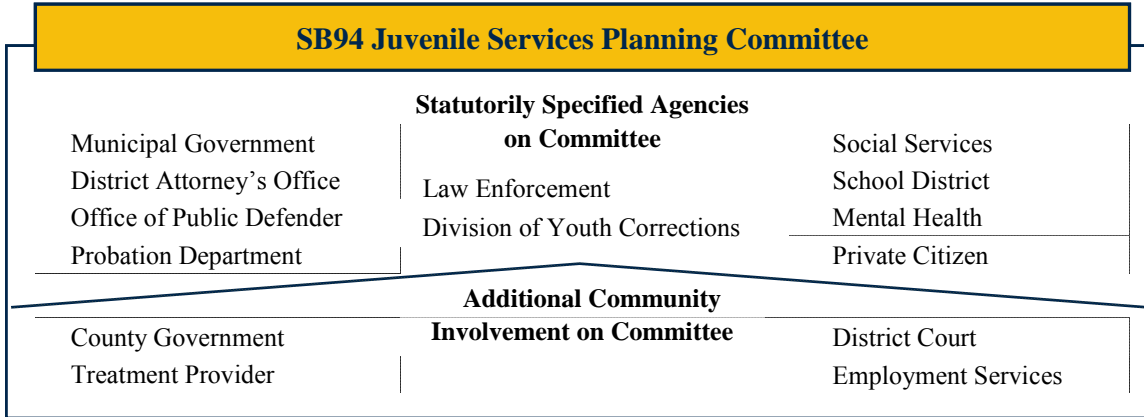 SB94 Juvenile Services Planning Committee
Statutorily Specified Agencies
on Committee
Municipal Government
District Attorney’s Office
Office of Public Defender
Probation Department
Law Enforcement
Division of Youth Corrections
Social Services
School District
Mental Health
Private Citizen
Additional Community
Involvement on Committee
County Government
Treatment Provider
District Court
Employment Services